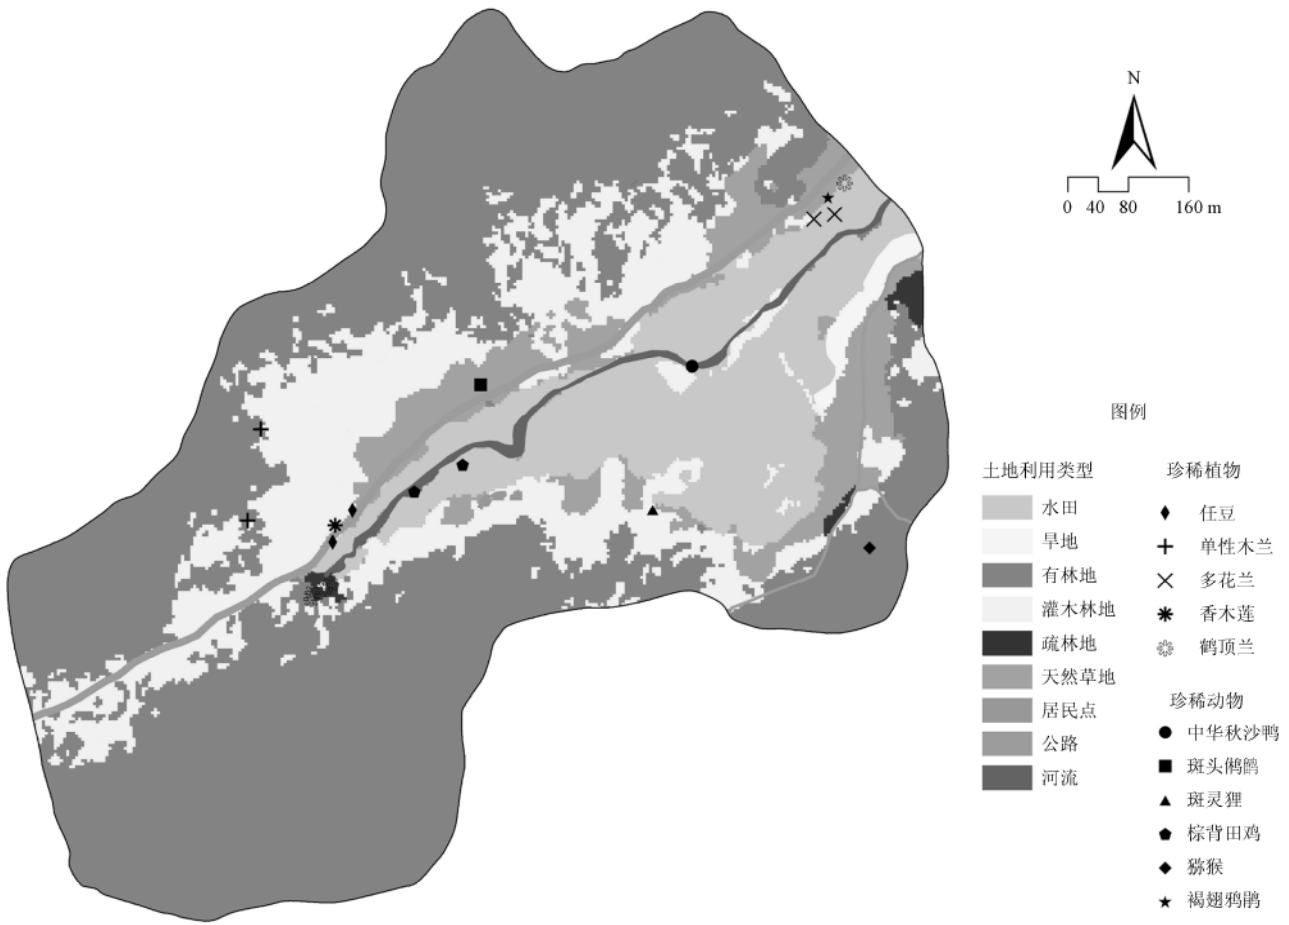 N
0 40 80 160 m
图例
土地利用类型
水田
旱地
有林地
灌木林地
疏林地
天然草地
居民点
公路
河流
珍稀植物
任豆
单性木兰
多花兰
香木莲
鹤顶兰
珍稀动物
中华秋沙鸭
斑头鸺鹠
斑灵狸
棕背田鸡
猕猴
褐翅鸦鹃